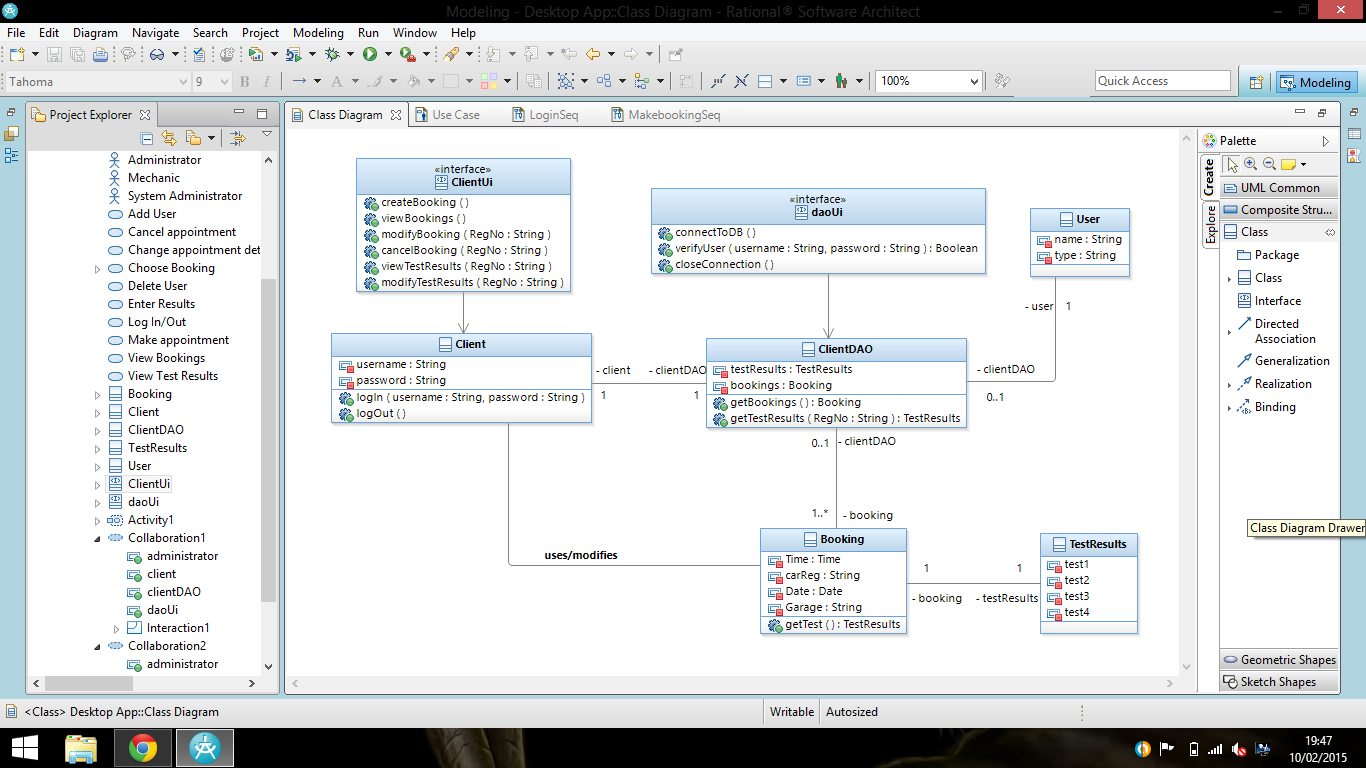 Modeling - Desktop App::Class Diagram - Rational® Software Architect
File Edit Diagram Navigate Search Project Modeling Run Window Help
Tahoma 9 B I A 100% Quick Access Modeling
Project Explorer
Administrator
Mechanic
System Administrator
Add User
Cancel appointment
Change appointment det
Choose Booking
Delete User
Enter Results
Log In/Out
Make appointment
View Bookings
View Test Results
Booking
Client
ClientDAO
TestResults
User
ClientUi
daoUi
Activity1
Collaboration1
administrator
client
clientDAO
daoUi
Interaction1
Collaboration2
administrator
Class Diagram Use Case LoginSeq MakebookingSeq
«interface»
ClientUi
createBooking ( )
viewBookings ( )
modifyBooking ( RegNo : String )
cancelBooking ( RegNo : String )
viewTestResults ( RegNo : String )
modifyTestResults ( RegNo : String )
«interface»
daoUi
connectToDB ( )
verifyUser ( username : String, password : String ) : Boolean
closeConnection ( )
User
name : String
type : String
- user 1
Client
username : String
password : String
logIn ( username : String, password : String )
logOut ( )
- client - clientDAO
1 1
ClientDAO
testResults : TestResults
bookings : Booking
getBookings ( ) : Booking
getTestResults ( RegNo : String ) : TestResults
- clientDAO
0..1
0..1 - clientDAO
1..* - booking
uses/modifies
Booking
Time : Time
carReg : String
Date : Date
Garage : String
getTest ( ) : TestResults
1 1
- booking - testResults
TestResults
test1
test2
test3
test4
Palette
Create
Explore
UML Common
Composite Stru...
Class
Package
Class
Interface
Directed
Association
Generalization
Realization
Binding
Class Diagram Drawer
Geometric Shapes
Sketch Shapes
<Class> Desktop App::Class Diagram Writable Autosized
19:47
10/02/2015